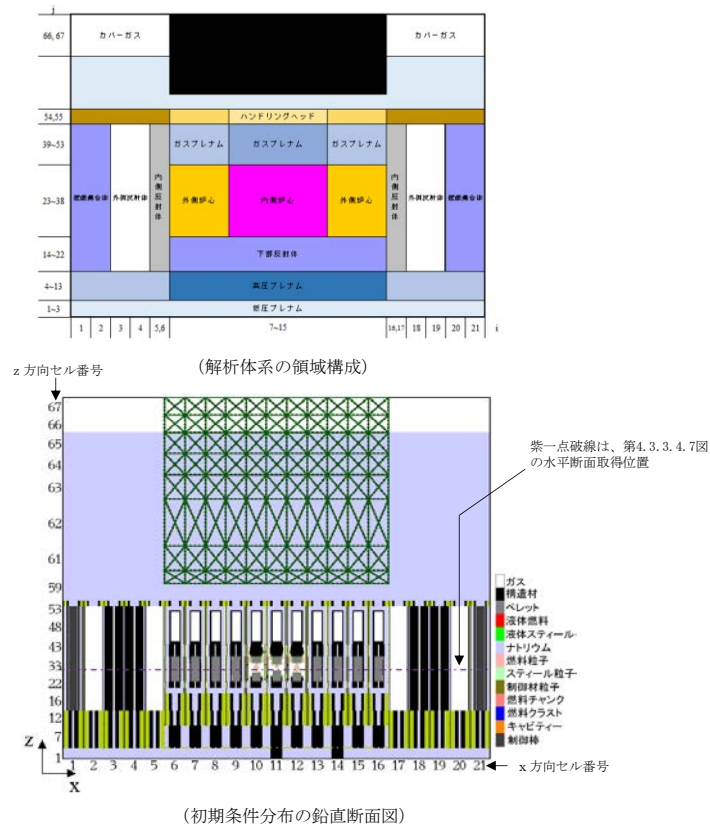 j
66, 67
カバーガス
カバーガス
54,55
ハンドリングヘッド
39~53
ガスプレナム
ガスプレナム
ガスプレナム
内側反射体
内側反射体
23~38
外側反射体
外側炉心
内側炉心
外側炉心
外側反射体
14~22
下部反射体
4~13
高圧プレナム
1~3
低圧プレナム
1 2 3 4 5,6 7~15 16,17 18 19 20 21 i
(解析体系の領域構成)
z 方向セル番号
67
66
65
64
63
62
61
59
53
48
43
38
33
22
16
12
7
1
紫一点破線は、第4.3.3.4.7図
の水平断面取得位置
ガス
構造材
ペレット
液体燃料
液体スティール
ナトリウム
燃料粒子
スティール粒子
制御材粒子
燃料チャンク
燃料クラスト
キャビティー
制御棒
Z
X
1 2 3 4 5 6 7 8 9 10 11 12 13 14 15 16 17 18 19 20 21
x 方向セル番号
(初期条件分布の鉛直断面図)